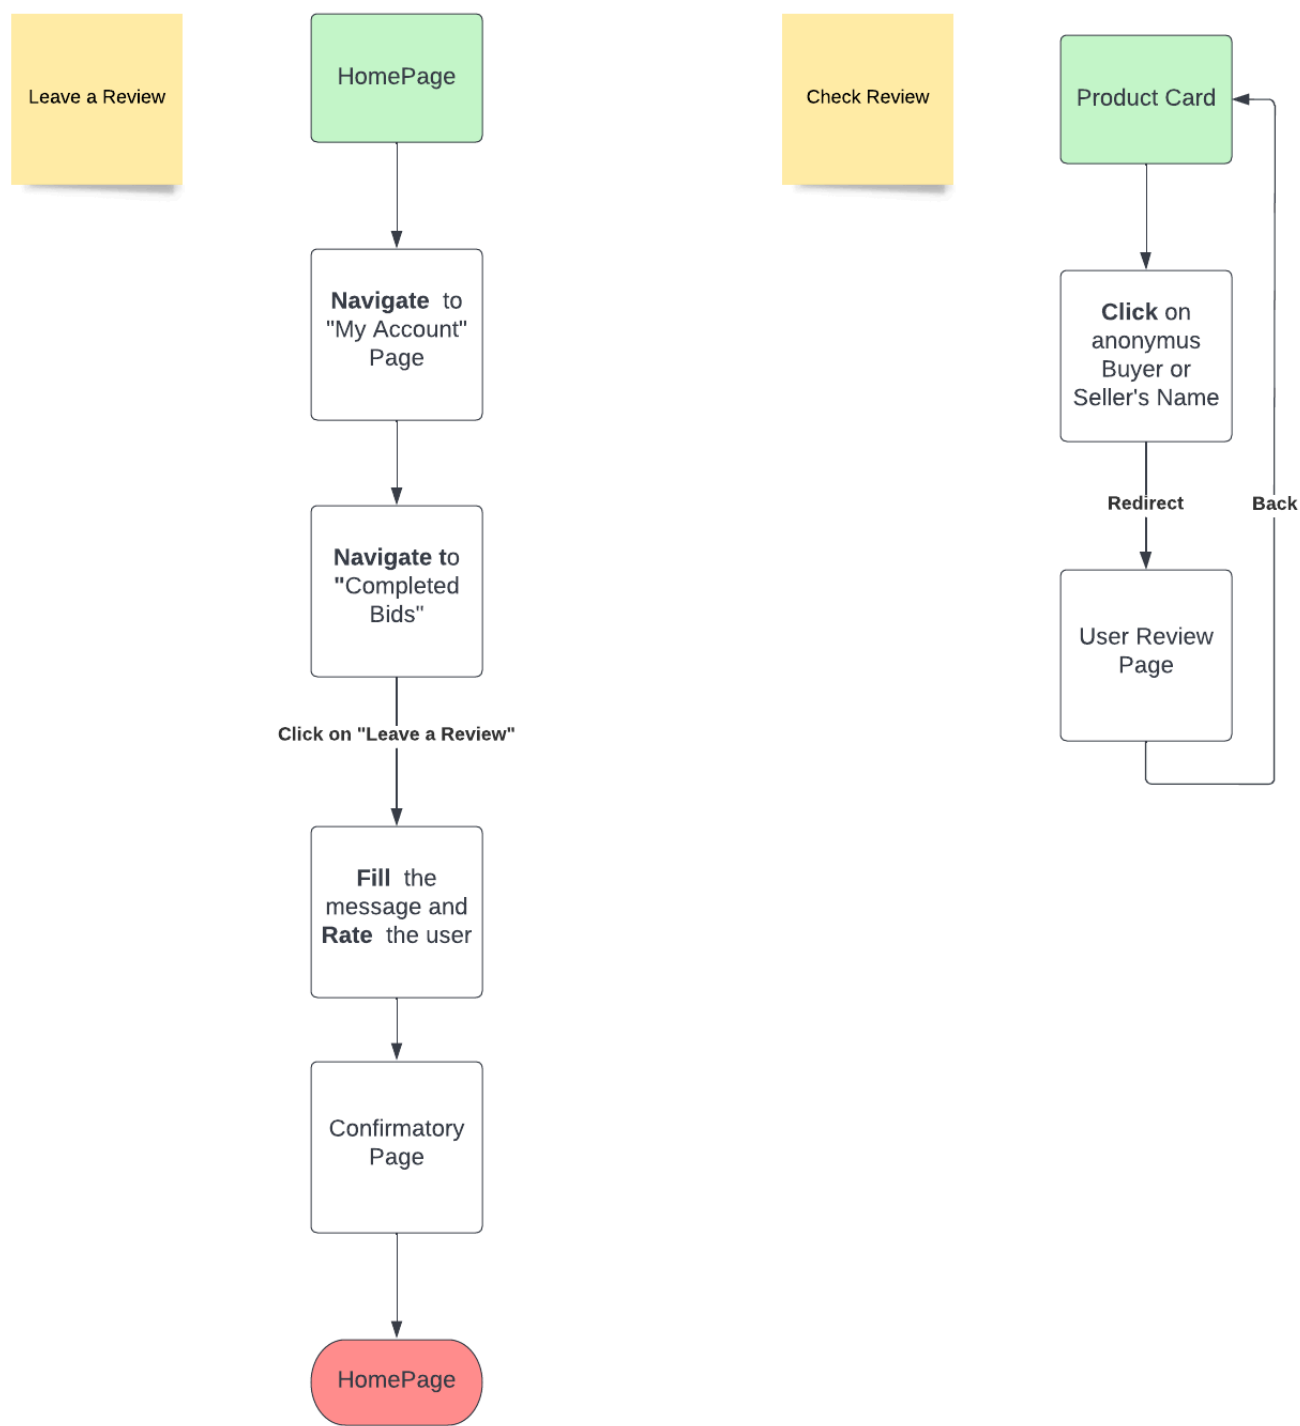 Leave a Review
HomePage
Navigate to
"My Account"
Page
Navigate to
"Completed
Bids"
Click on "Leave a Review"
Fill the
message and
Rate the user
Confirmatory
Page
HomePage
Check Review
Product Card
Click on
anonymus
Buyer or
Seller's Name
Redirect
Back
User Review
Page